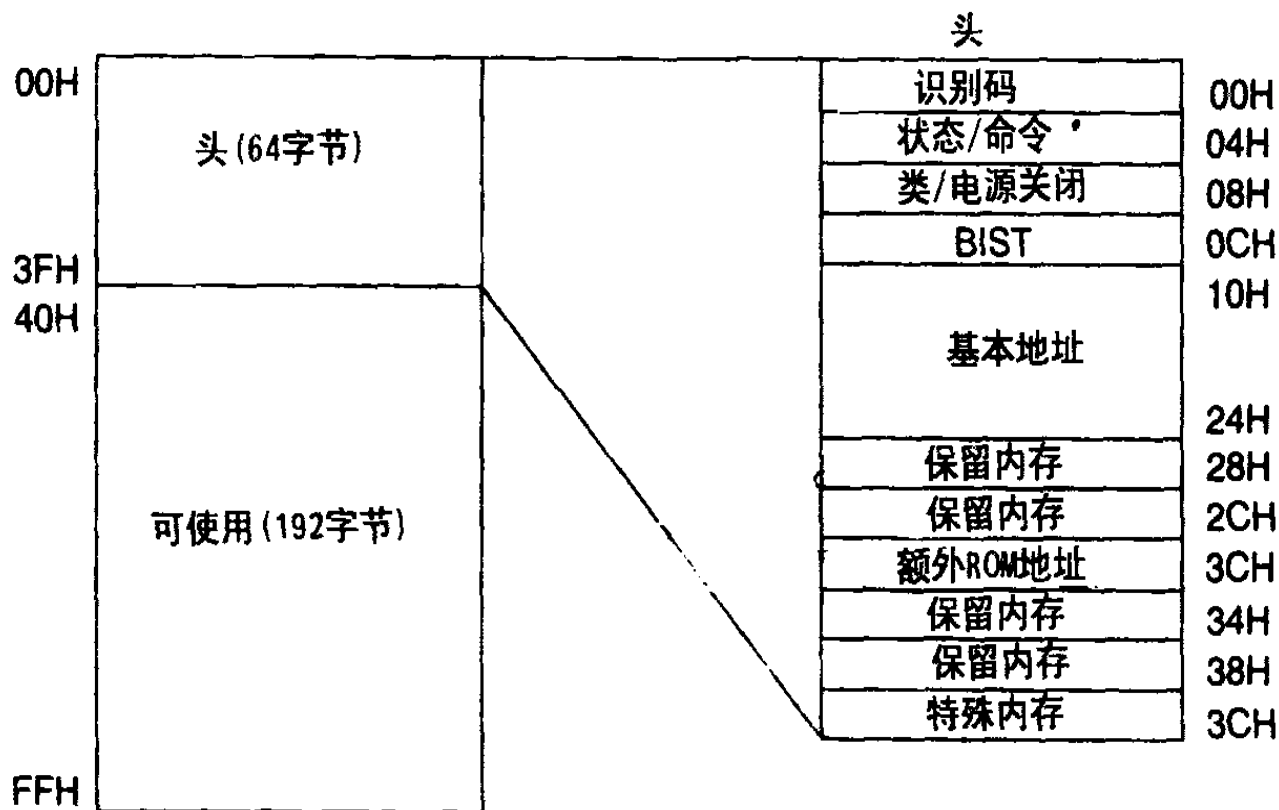 头
00H
头(64字节)
3FH
40H
可使用(192字节)
FFH
识别码 00H
状态/命令 04H
类/电源关闭 08H
BIST 0CH
10H
基本地址
24H
保留内存 28H
保留内存 2CH
额外ROM地址 3CH
保留内存 34H
保留内存 38H
特殊内存 3CH